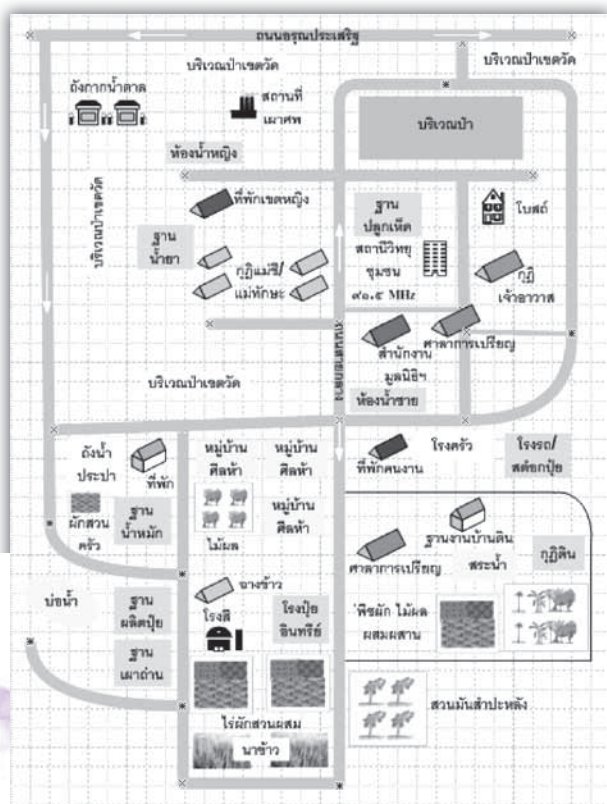 ถนนอรุณประเสริฐ
บริเวณป่าเขตวัด
บริเวณป่าเขตวัด
ถังกากน้ำตาล
สถานที่
เผาศพ
บริเวณป่า
ห้องน้ำหญิง
บริเวณป่าเขตวัด
ที่พักเขตหญิง
ฐาน
ปลูกเห็ด
โบสถ์
ฐาน
น้ำยา
กุฏิแม่ชี/
แม่ทักษะ
สถานีวิทยุ
ชุมชน
๙๑.๕ MHz
กุฏิ
เจ้าอาวาส
ถนนสายกลาง
สำนักงาน
มูลนิธิฯ
ศาลาการเปรียญ
บริเวณป่าเขตวัด
ห้องน้ำชาย
ถังน้ำ
ประปา
ที่พัก
หมู่บ้าน
ศีลห้า
หมู่บ้าน
ศีลห้า
ที่พักคนงาน
โรงครัว
โรงรถ/
สต๊อกปุ๋ย
ผักสวน
ครัว
ฐาน
น้ำหมัก
ไม้ผล
หมู่บ้าน
ศีลห้า
ฐานงานบ้านดิน
ศาลาการเปรียญ
สระน้ำ
กุฏิดิน
บ่อน้ำ
ฐาน
ผลิตปุ๋ย
ฉางข้าว
โรงสี
โรงปุ๋ย
อินทรีย์
พืชผัก ไม้ผล
ผสมผสาน
ฐาน
เผาถ่าน
ไร่ผักสวนผสม
นาข้าว
สวนมันสำปะหลัง